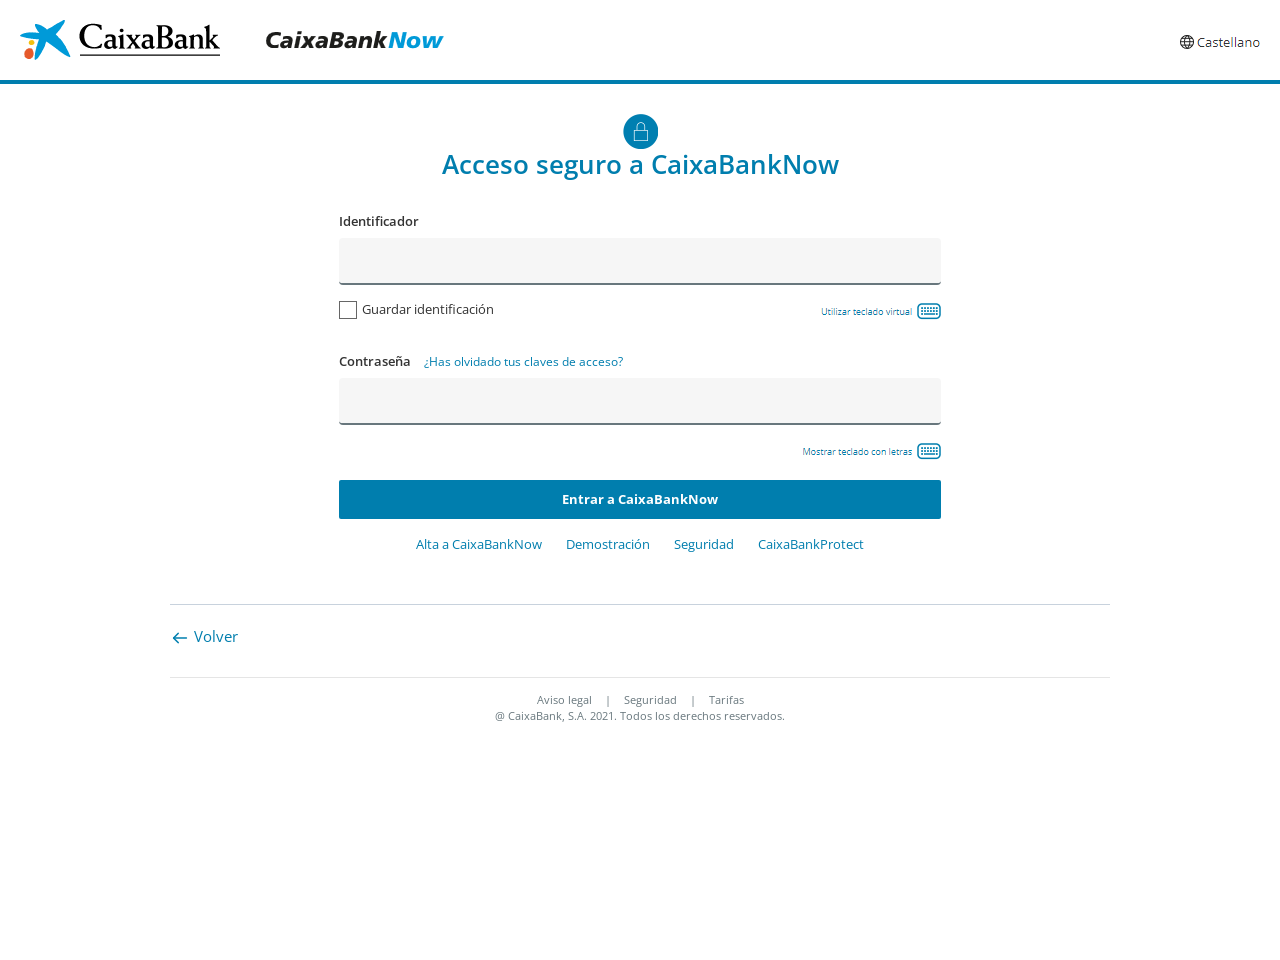 CaixaBank
CaixaBankNow
Castellano
Acceso seguro a CaixaBankNow
Identificador
Guardar identificación
Utilizar teclado virtual
Contraseña ¿Has olvidado tus claves de acceso?
Mostrar teclado con letras
Entrar a CaixaBankNow
Alta a CaixaBankNow Demostración Seguridad CaixaBankProtect
Volver
Aviso legal | Seguridad | Tarifas
@ CaixaBank, S.A. 2021. Todos los derechos reservados.